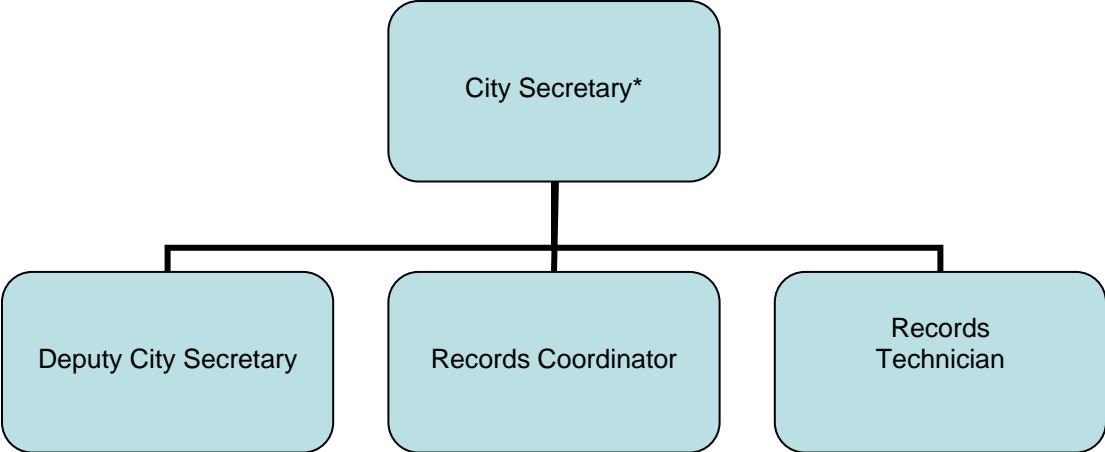 City Secretary*
Deputy City Secretary
Records Coordinator
Records
Technician